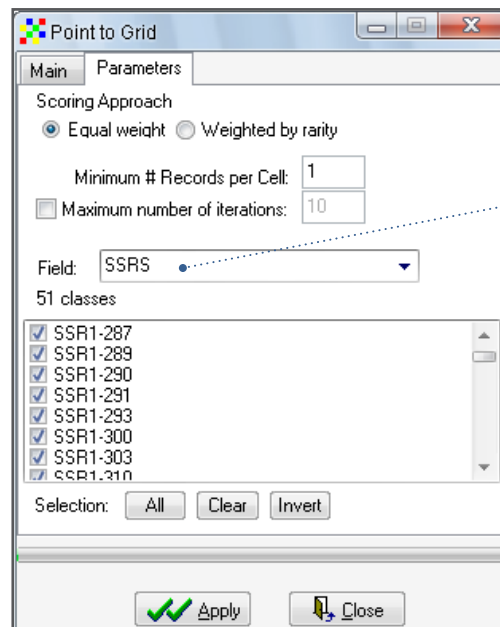 Point to Grid
Main Parameters
Scoring Approach
Equal weight Weighted by rarity
Minimum # Records per Cell: 1
Maximum number of iterations: 10
Field: SSRS
51 classes
SSR1-287
SSR1-289
SSR1-290
SSR1-291
SSR1-293
SSR1-300
SSR1-303
SSR1-310
Selection: All Clear Invert
Apply Close